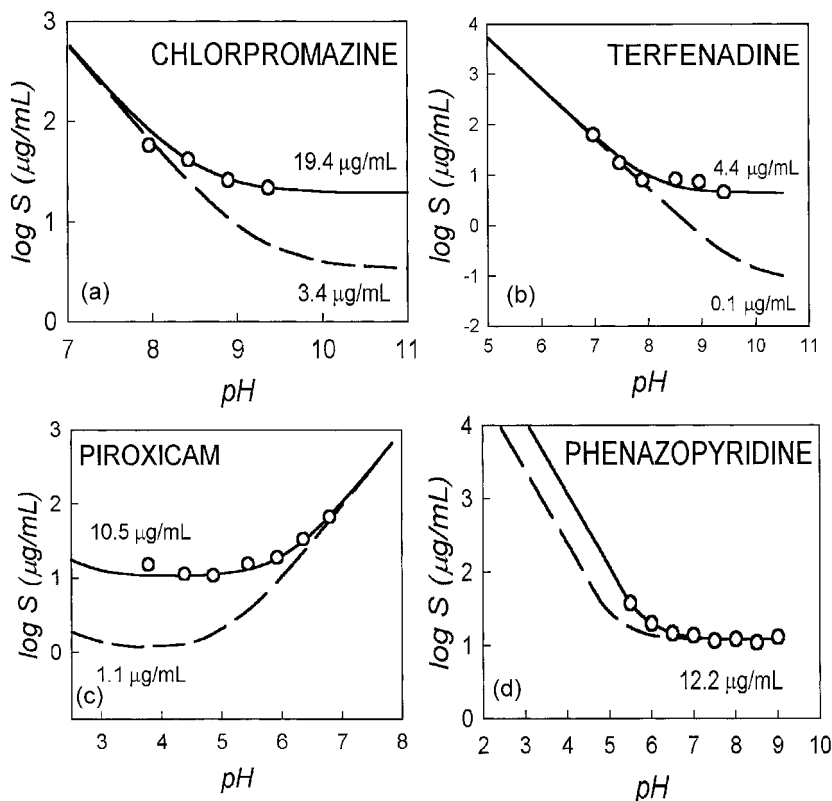 CHLORPROMAZINE
log S (μg/mL)
3
2
1
0
19.4 μg/mL
3.4 μg/mL
(a)
7 8 9 10 11
pH
TERFENADINE
log S (μg/mL)
4
3
2
1
0
-1
-2
4.4 μg/mL
0.1 μg/mL
(b)
5 6 7 8 9 10 11
pH
PIROXICAM
log S (μg/mL)
3
2
1
0
10.5 μg/mL
1.1 μg/mL
(c)
3 4 5 6 7 8
pH
PHENAZOPYRIDINE
log S (μg/mL)
4
3
2
1
0
12.2 μg/mL
(d)
2 3 4 5 6 7 8 9 10
pH